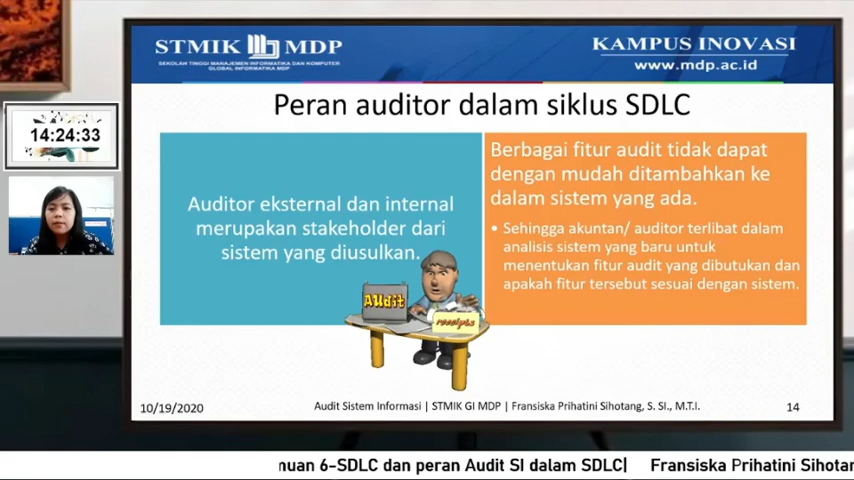 STMIK MDP
SEKOLAH TINGGI MANAJEMEN INFORMATIKA DAN KOMPUTER
GLOBAL INFORMATIKA MDP
KAMPUS INOVASI
www.mdp.ac.id
Peran auditor dalam siklus SDLC
14:24:33
Auditor eksternal dan internal
merupakan stakeholder dari
sistem yang diusulkan.
Berbagai fitur audit tidak dapat
dengan mudah ditambahkan ke
dalam sistem yang ada.
• Sehingga akuntan/ auditor terlibat dalam
analisis sistem yang baru untuk
menentukan fitur audit yang dibutukan dan
apakah fitur tersebut sesuai dengan sistem.
Audit
receipts
10/19/2020
Audit Sistem Informasi | STMIK GI MDP | Fransiska Prihatini Sihotang, S. SI., M.T.I.
14
nuan 6-SDLC dan peran Audit SI dalam SDLC| Fransiska Prihatini Sihotan